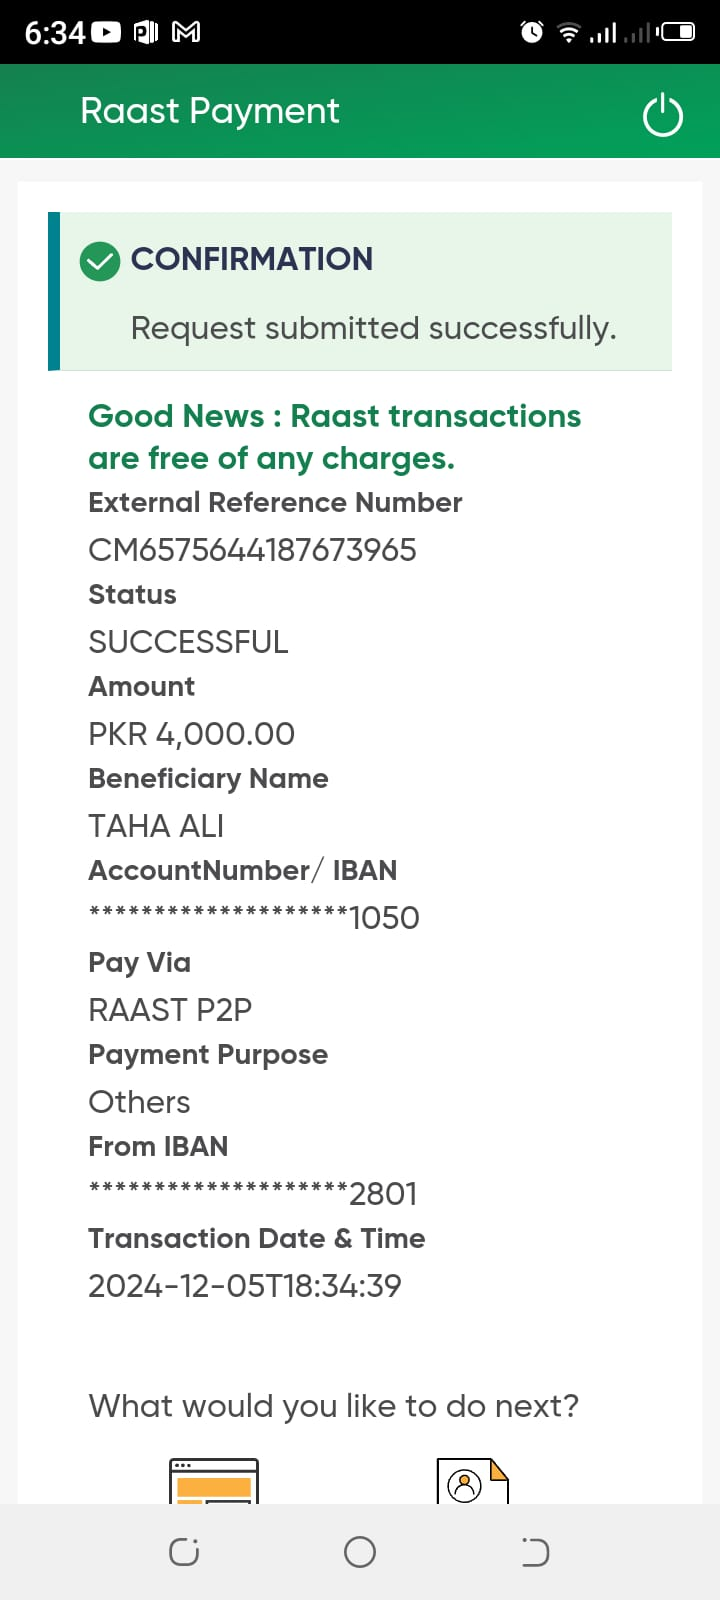 6:34
Raast Payment
CONFIRMATION
Request submitted successfully.
Good News : Raast transactions
are free of any charges.
External Reference Number
CM6575644187673965
Status
SUCCESSFUL
Amount
PKR 4,000.00
Beneficiary Name
TAHA ALI
AccountNumber/ IBAN
********************1050
Pay Via
RAAST P2P
Payment Purpose
Others
From IBAN
********************2801
Transaction Date & Time
2024-12-05T18:34:39
What would you like to do next?